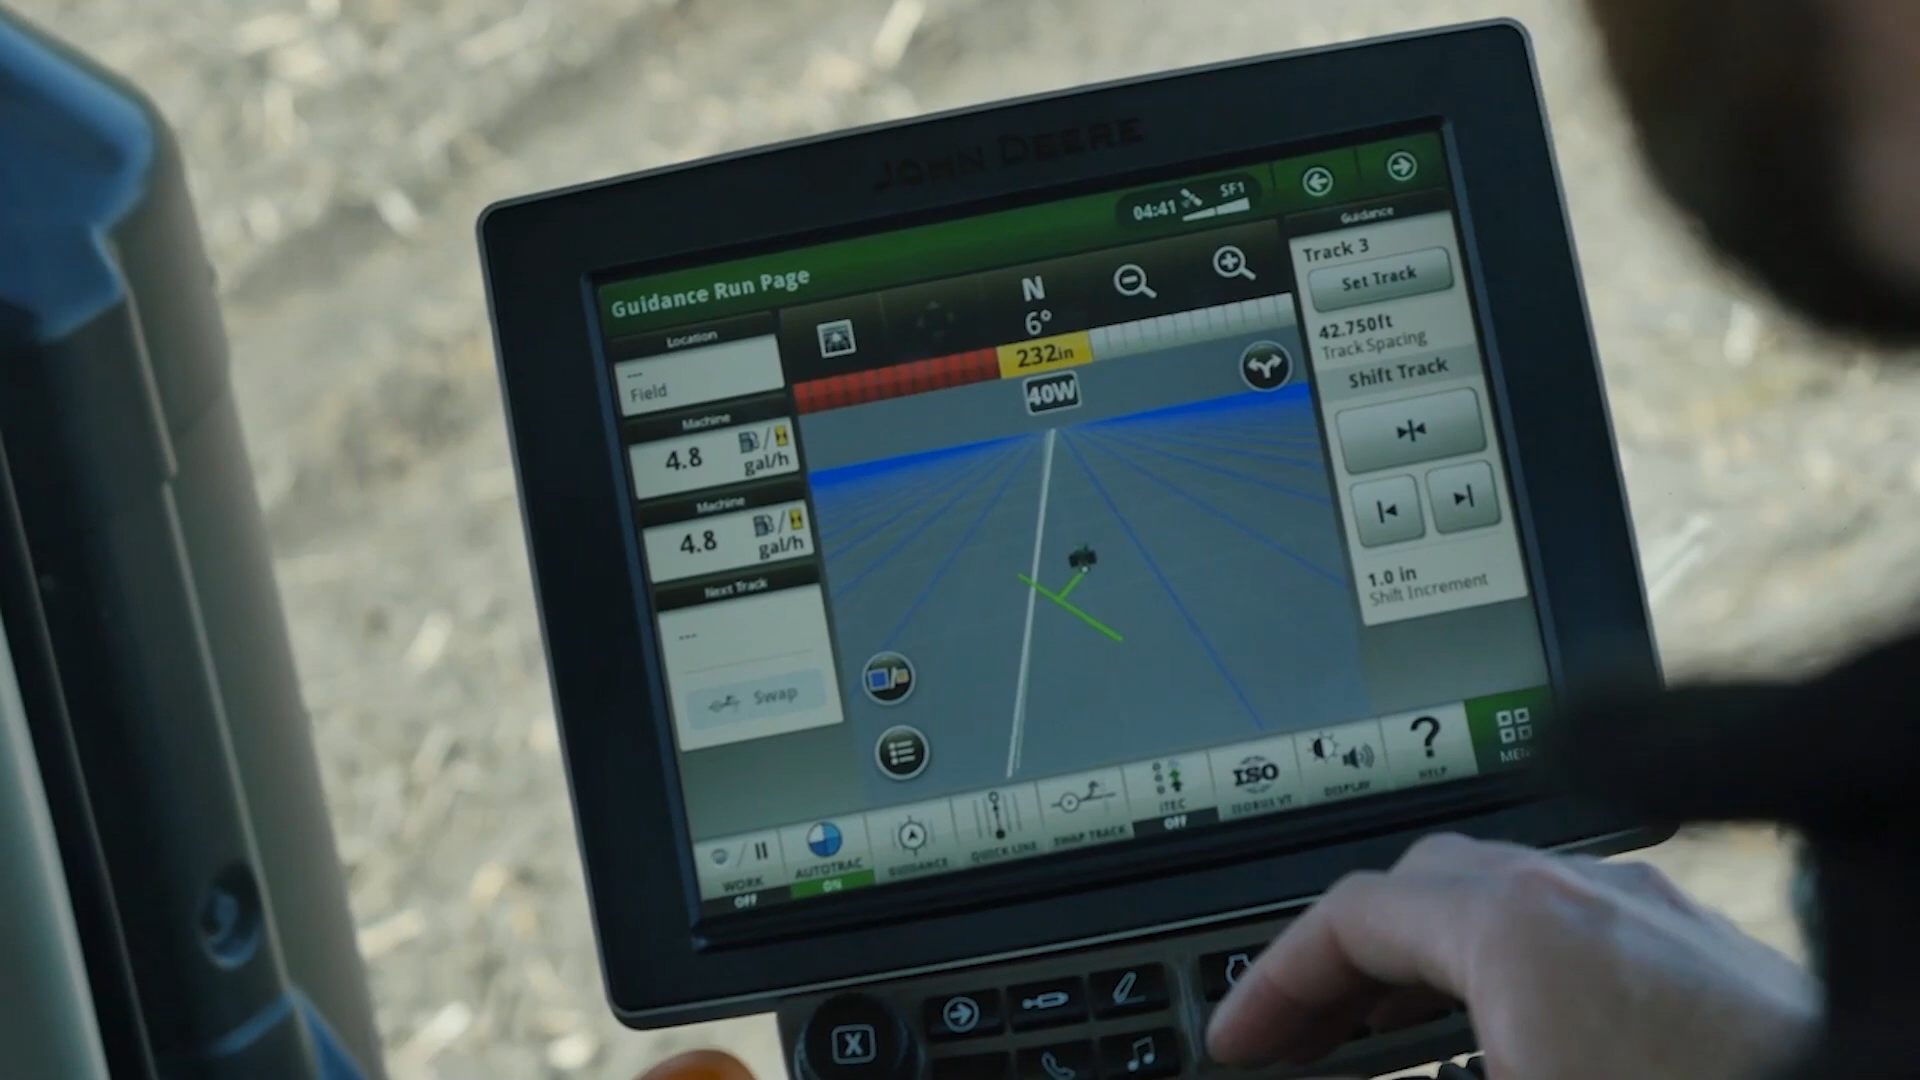 JOHN DEERE
04:41
SF1
Guidance Run Page
Location
---
Field
Machine
4.8
gal/h
Machine
4.8
gal/h
Next Track
---
Swap
N
6°
232in
40W
Guidance
Track 3
Set Track
42.750ft
Track Spacing
Shift Track
1.0 in
Shift Increment
WORK
OFF
AUTOTRAC
ON
GUIDANCE
QUICK LINE
SWAP TRACK
ITEC
OFF
ISO
ISOBUS VT
DISPLAY
?
HELP
X